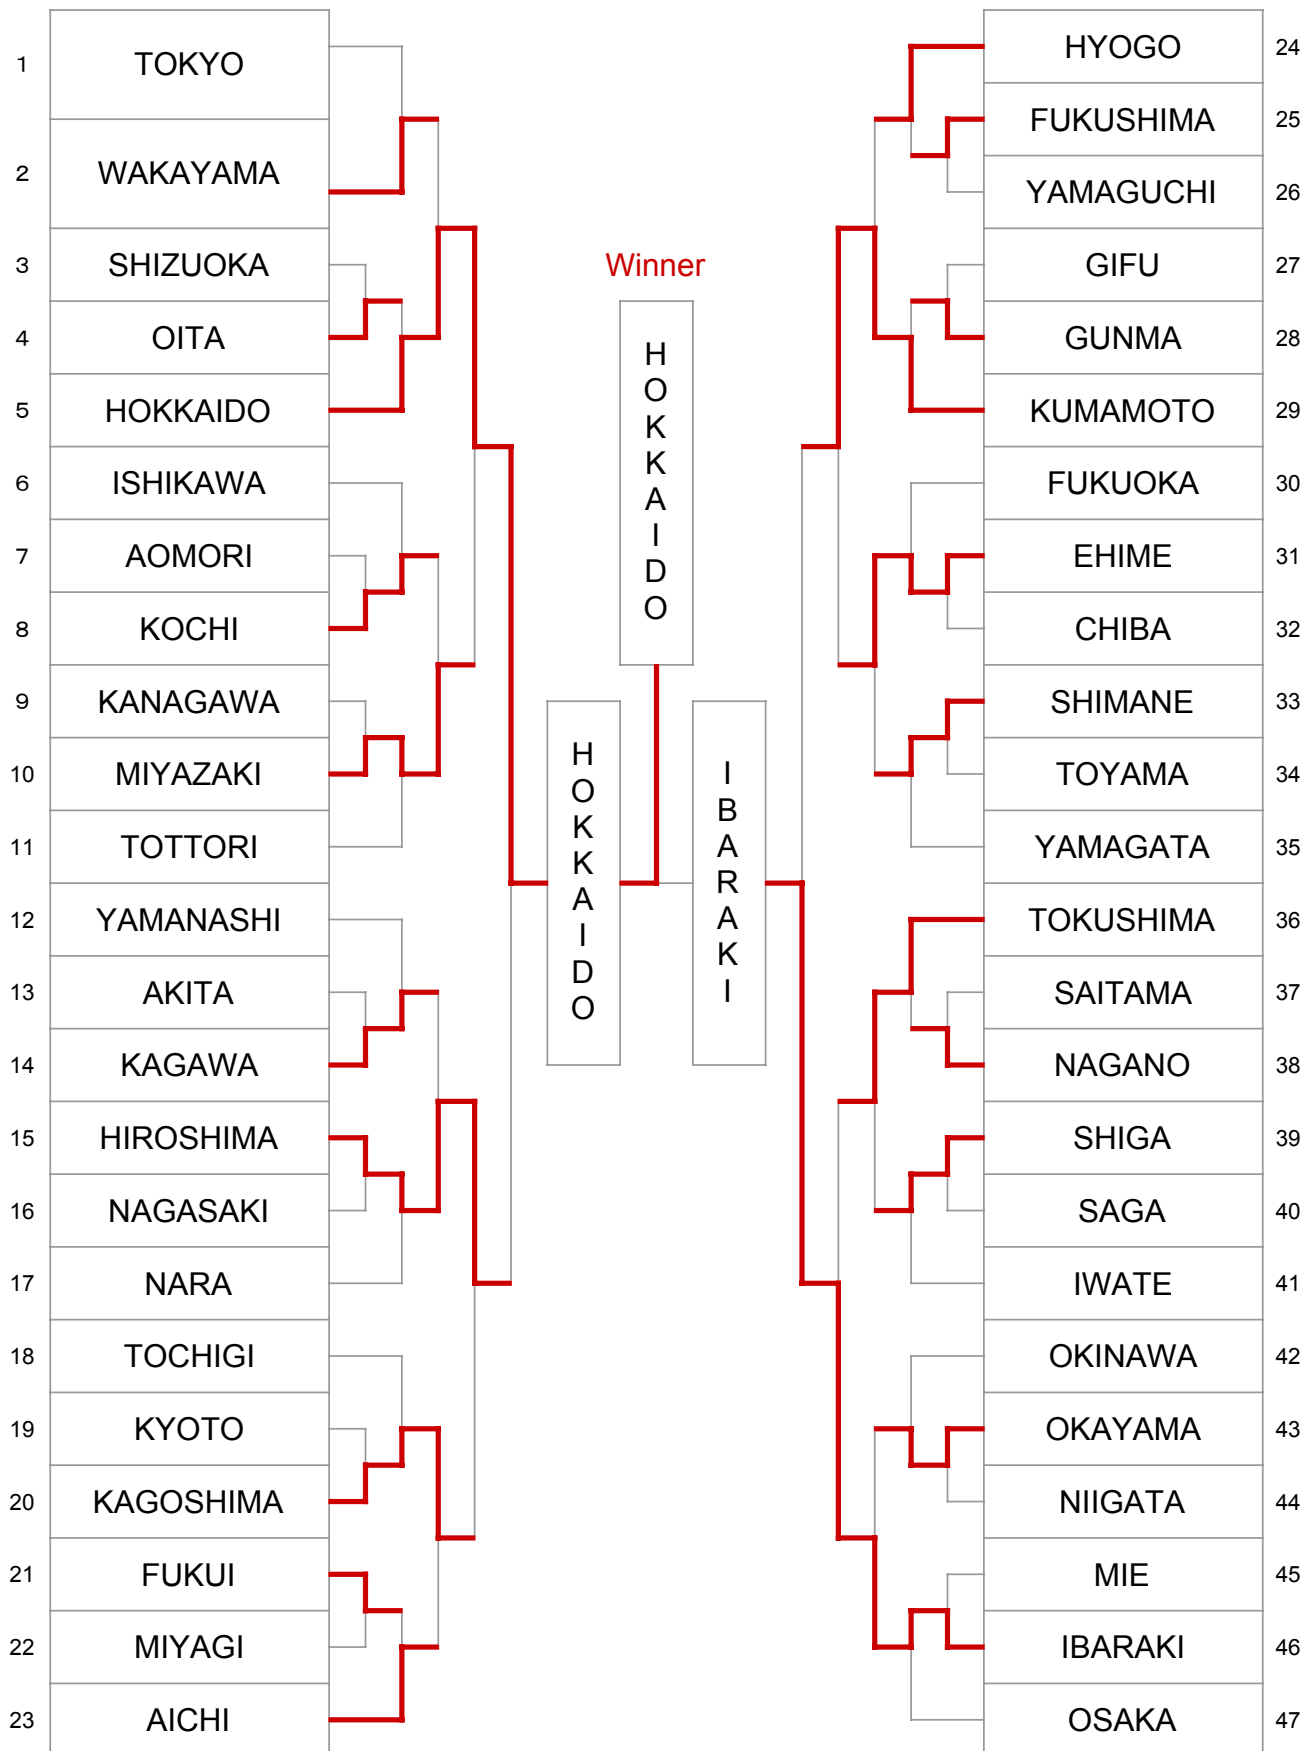 1 TOKYO
2 WAKAYAMA
3 SHIZUOKA
4 OITA
5 HOKKAIDO
6 ISHIKAWA
7 AOMORI
8 KOCHI
9 KANAGAWA
10 MIYAZAKI
11 TOTTORI
12 YAMANASHI
13 AKITA
14 KAGAWA
15 HIROSHIMA
16 NAGASAKI
17 NARA
18 TOCHIGI
19 KYOTO
20 KAGOSHIMA
21 FUKUI
22 MIYAGI
23 AICHI
Winner
HOKKAIDO
HOKKAIDO
IBARAKI
HYOGO 24
FUKUSHIMA 25
YAMAGUCHI 26
GIFU 27
GUNMA 28
KUMAMOTO 29
FUKUOKA 30
EHIME 31
CHIBA 32
SHIMANE 33
TOYAMA 34
YAMAGATA 35
TOKUSHIMA 36
SAITAMA 37
NAGANO 38
SHIGA 39
SAGA 40
IWATE 41
OKINAWA 42
OKAYAMA 43
NIIGATA 44
MIE 45
IBARAKI 46
OSAKA 47